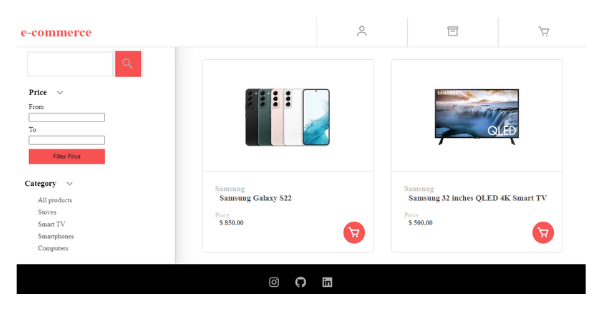 e-commerce
Price
From
To
Filter Price
Category
All products
Stoves
Smart TV
Smartphones
Computers
Samsung
Samsung Galaxy S22
Price
$ 850.00
SAMSUNG
QLED
Samsung
Samsung 32 inches QLED 4K Smart TV
Price
$ 500.00